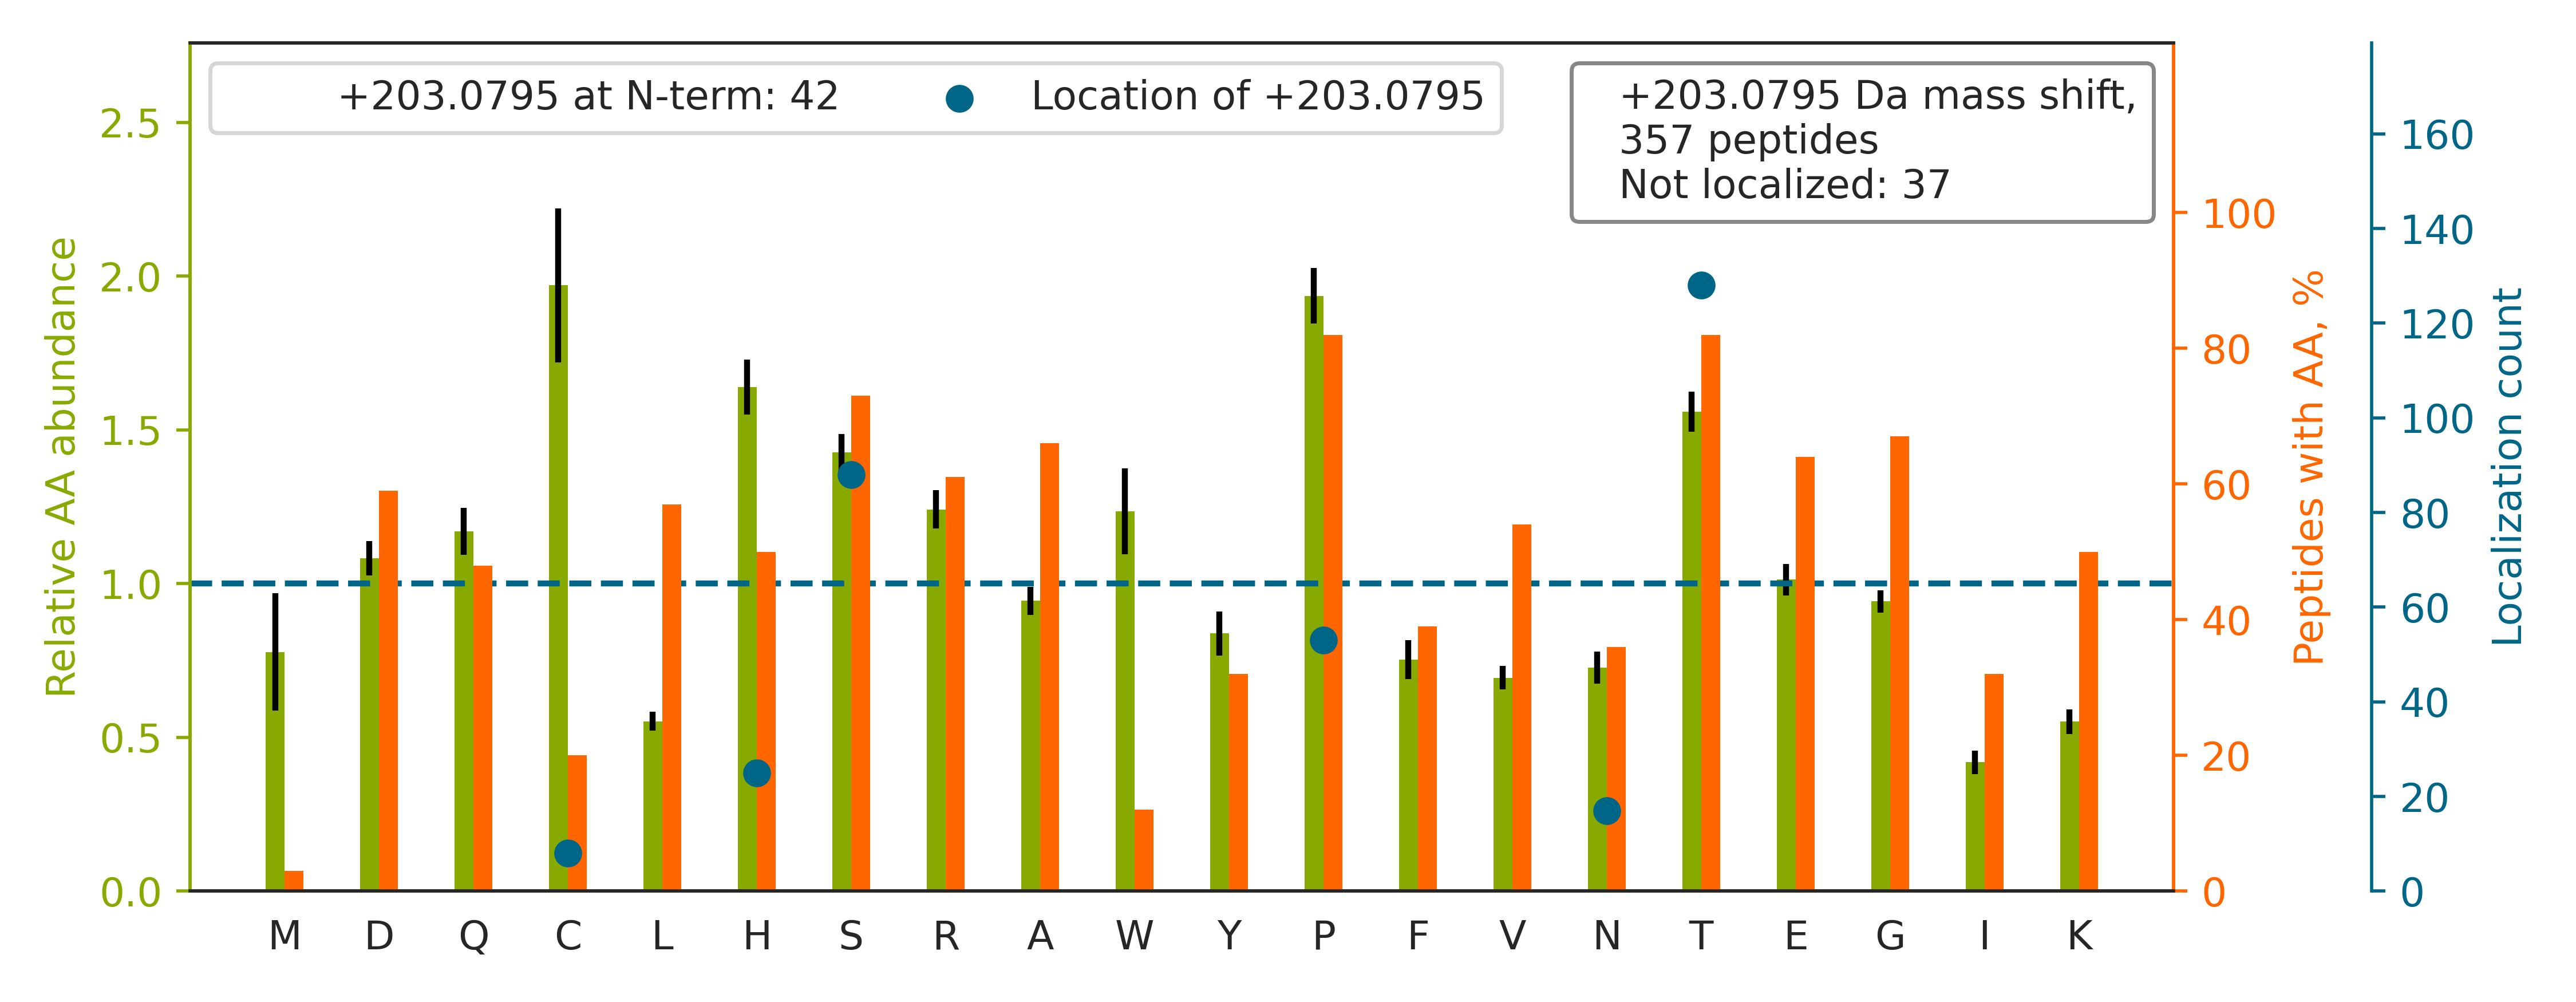 +203.0795 at N-term: 42
Location of +203.0795
+203.0795 Da mass shift,
357 peptides
Not localized: 37
Relative AA abundance
2.5
2.0
1.5
1.0
0.5
0.0
100
80
60
40
20
0
Peptides with AA, %
160
140
120
100
80
60
40
20
0
Localization count
M D Q C L H S R A W Y P F V N T E G I K